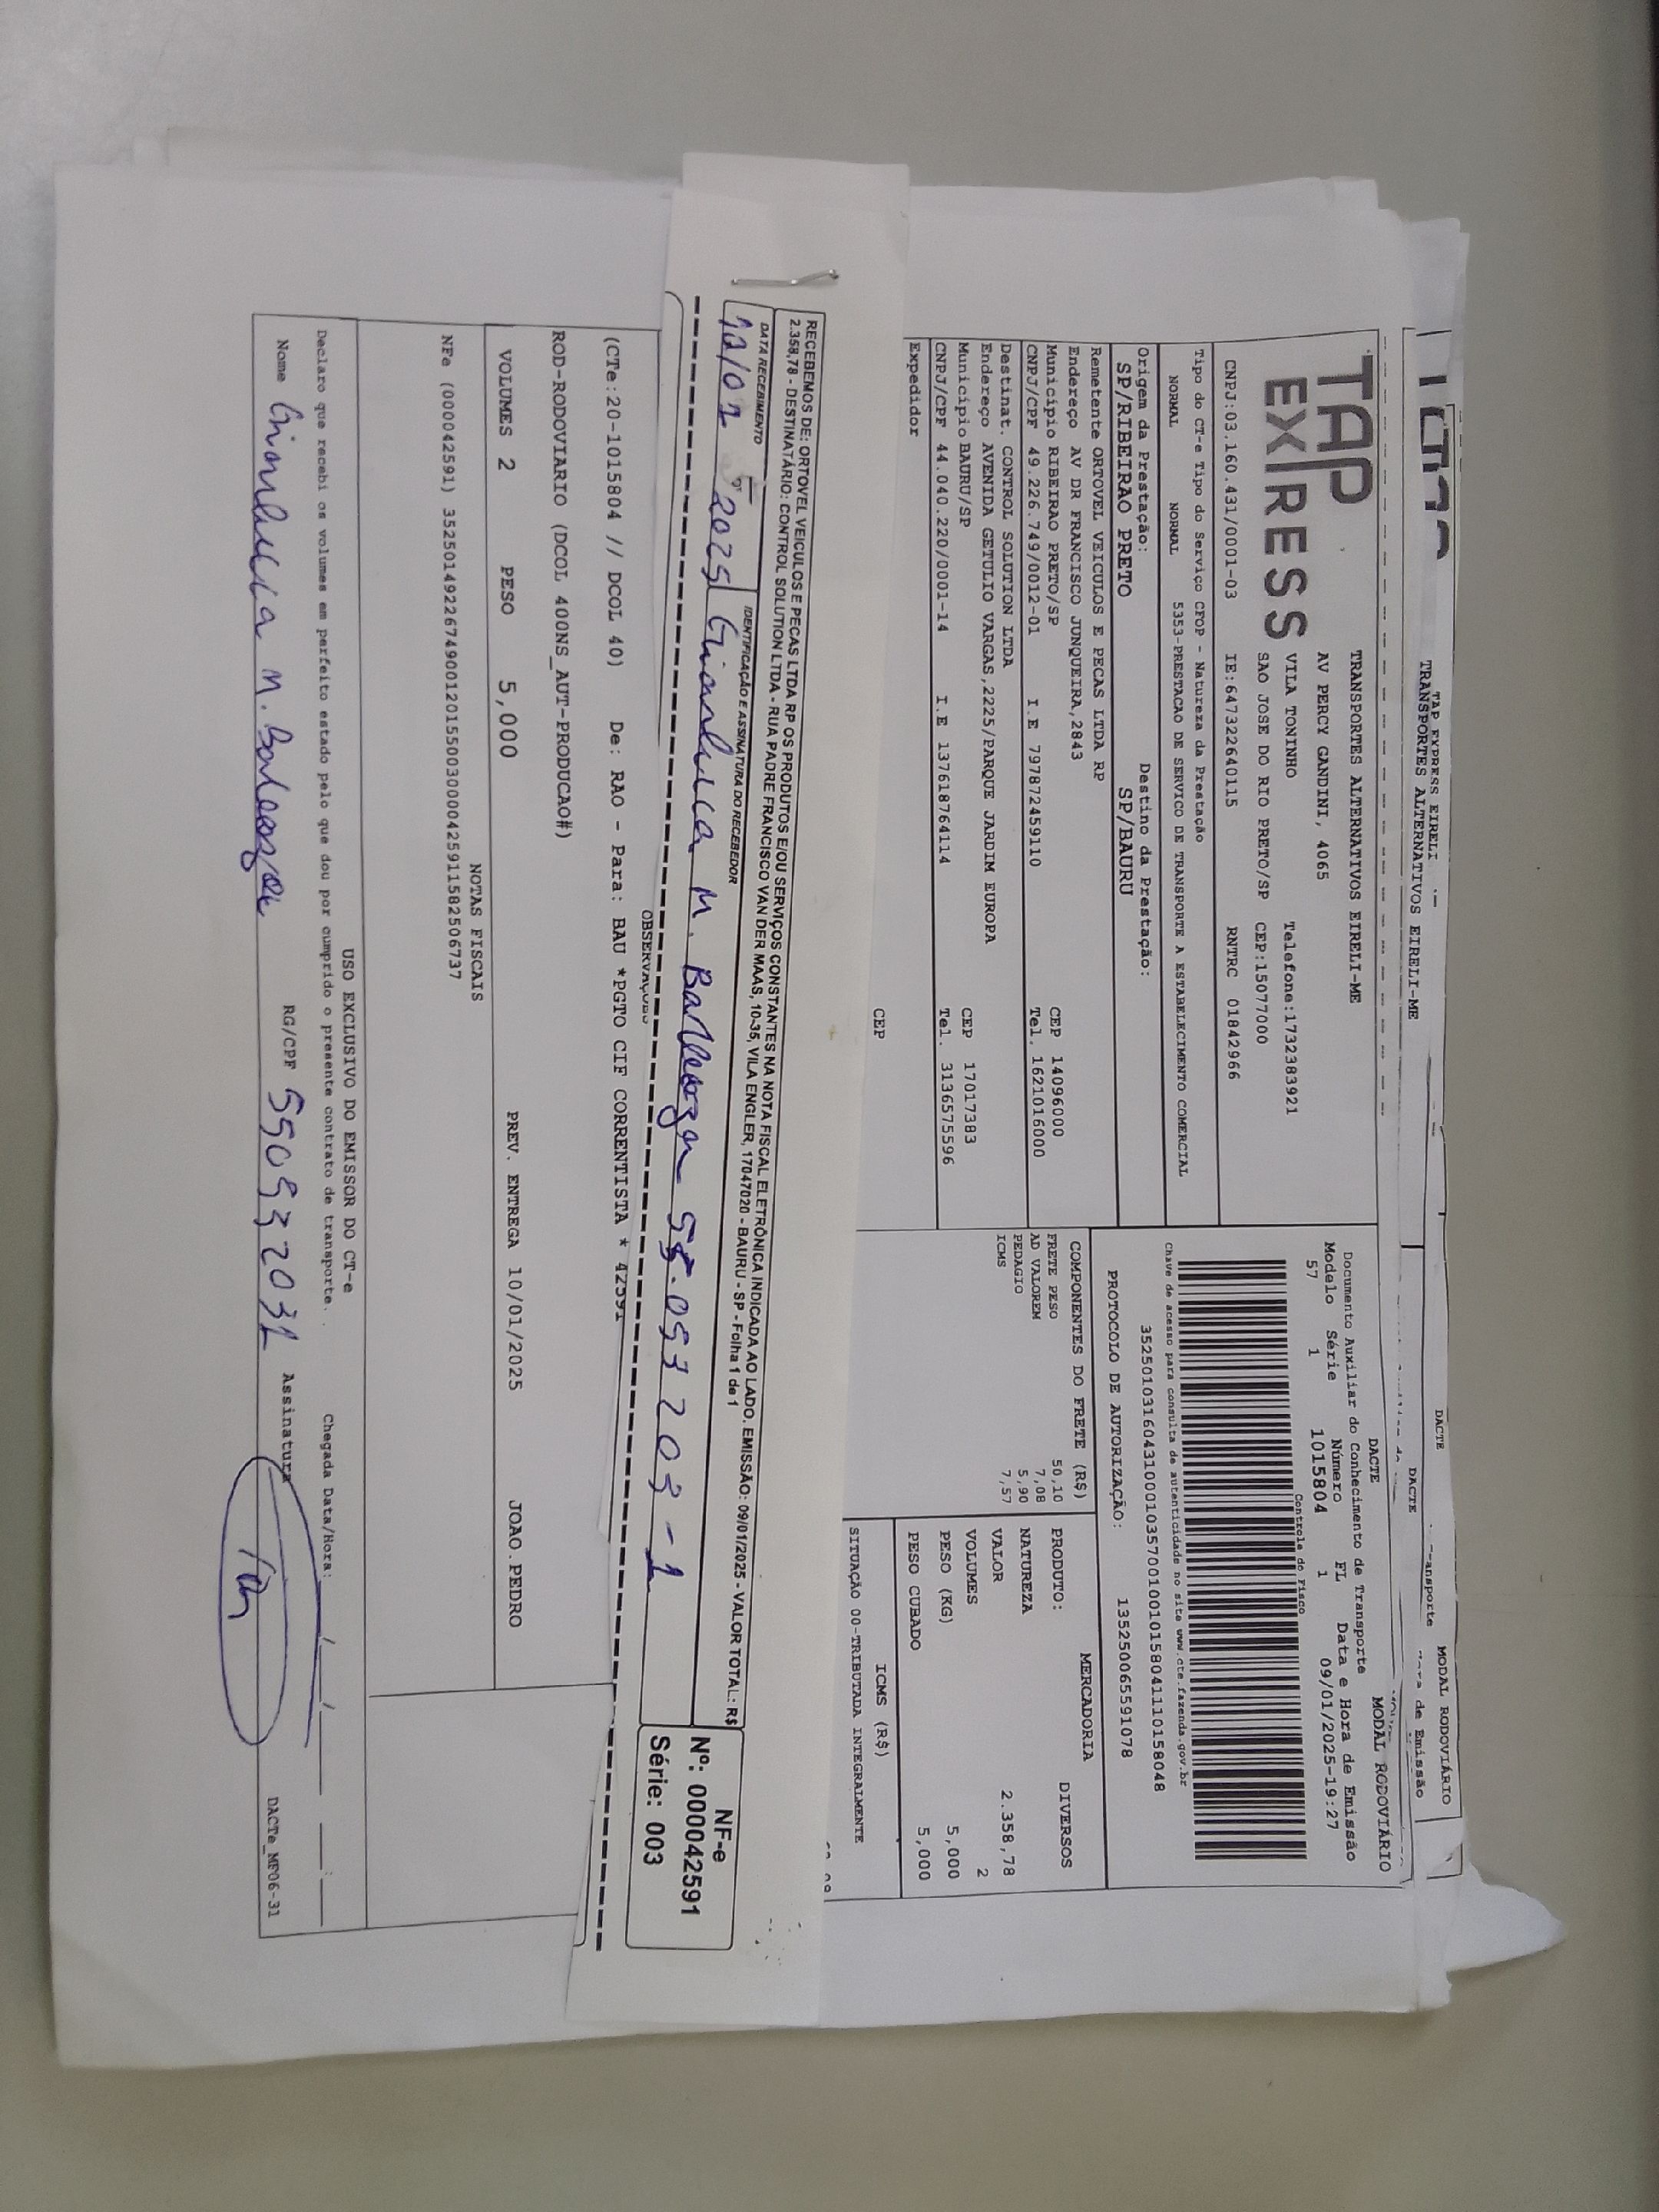 TAP EXPRESS EIRELI
TRANSPORTES ALTERNATIVOS EIRELI-ME
DACTE
MODAL RODOVIÁRIO
DACTE
de Emissão
TAP
EXPRESS
TRANSPORTES ALTERNATIVOS EIRELI-ME
AV PERCY GANDINI, 4065
VILA TONINHO Telefone:1732383921
SAO JOSE DO RIO PRETO/SP CEP:15077000
CNPJ:03.160.431/0001-03 IE:647322640115 RNTRC 01842966
DACTE MODAL RODOVIÁRIO
Documento Auxiliar do Conhecimento de Transporte
Modelo Série Número FL Data e Hora de Emissão
57 1 1015804 1 09/01/2025-19:27
Controle do Fisco
Chave de acesso para consulta de autenticidade no site www.cte.fazenda.gov.br
35250103160431000103570010010158041110158048
PROTOCOLO DE AUTORIZAÇÃO: 135250065591078
Tipo do CT-e Tipo do Serviço CFOP - Natureza da Prestação
NORMAL NORMAL 5353-PRESTACAO DE SERVICO DE TRANSPORTE A ESTABELECIMENTO COMERCIAL
Origem da Prestação: Destino da Prestação:
SP/RIBEIRAO PRETO SP/BAURU
Remetente ORTOVEL VEICULOS E PECAS LTDA RP
Endereço AV DR FRANCISCO JUNQUEIRA,2843
Município RIBEIRAO PRETO/SP CEP 14096000
CNPJ/CPF 49.226.749/0012-01 I.E 797872459110 Tel. 1621016000
Destinat. CONTROL SOLUTION LTDA
Endereço AVENIDA GETULIO VARGAS,2225/PARQUE JARDIM EUROPA
Município BAURU/SP CEP 17017383
CNPJ/CPF 44.040.220/0001-14 I.E 137618764114 Tel. 3136575596
Expedidor
CEP
COMPONENTES DO FRETE (R$)
FRETE PESO 50,10
AD VALOREM 7,08
PEDAGIO 5,90
ICMS 7,57
MERCADORIA
PRODUTO: DIVERSOS
NATUREZA
VALOR 2.358,78
VOLUMES 2
PESO (KG) 5,000
PESO CUBADO 5,000
ICMS (R$)
SITUAÇÃO 00-TRIBUTADA INTEGRALMENTE
RECEBEMOS DE: ORTOVEL VEICULOS E PECAS LTDA RP OS PRODUTOS E/OU SERVIÇOS CONSTANTES NA NOTA FISCAL ELETRÔNICA INDICADA AO LADO. EMISSÃO: 09/01/2025 - VALOR TOTAL: R$
2.358,78 - DESTINATÁRIO: CONTROL SOLUTION LTDA - RUA PADRE FRANCISCO VAN DER MAAS, 10-35, VILA ENGLER, 17047020 - BAURU - SP - Folha 1 de 1
DATA RECEBIMENTO IDENTIFICAÇÃO E ASSINATURA DO RECEBEDOR
2025
NF-e
Nº: 000042591
Série: 003
OBSERVAÇOES
(CTe:20-1015804 // DCOL 40) De: RAO - Para: BAU *PGTO CIF CORRENTISTA * 42591
ROD-RODOVIARIO (DCOL 400NS_AUT-PRODUCAO#)
VOLUMES 2 PESO 5,000 PREV. ENTREGA 10/01/2025 JOAO.PEDRO
NOTAS FISCAIS
NFe (000042591) 35250149226749001201550030000425911582506737
USO EXCLUSIVO DO EMISSOR DO CT-e
Declaro que recebi os volumes em perfeito estado pelo que dou por cumprido o presente contrato de transporte. Chegada Data/Hora: / / :
Nome RG/CPF 550932031 Assinatura
DACTe_MF06-31